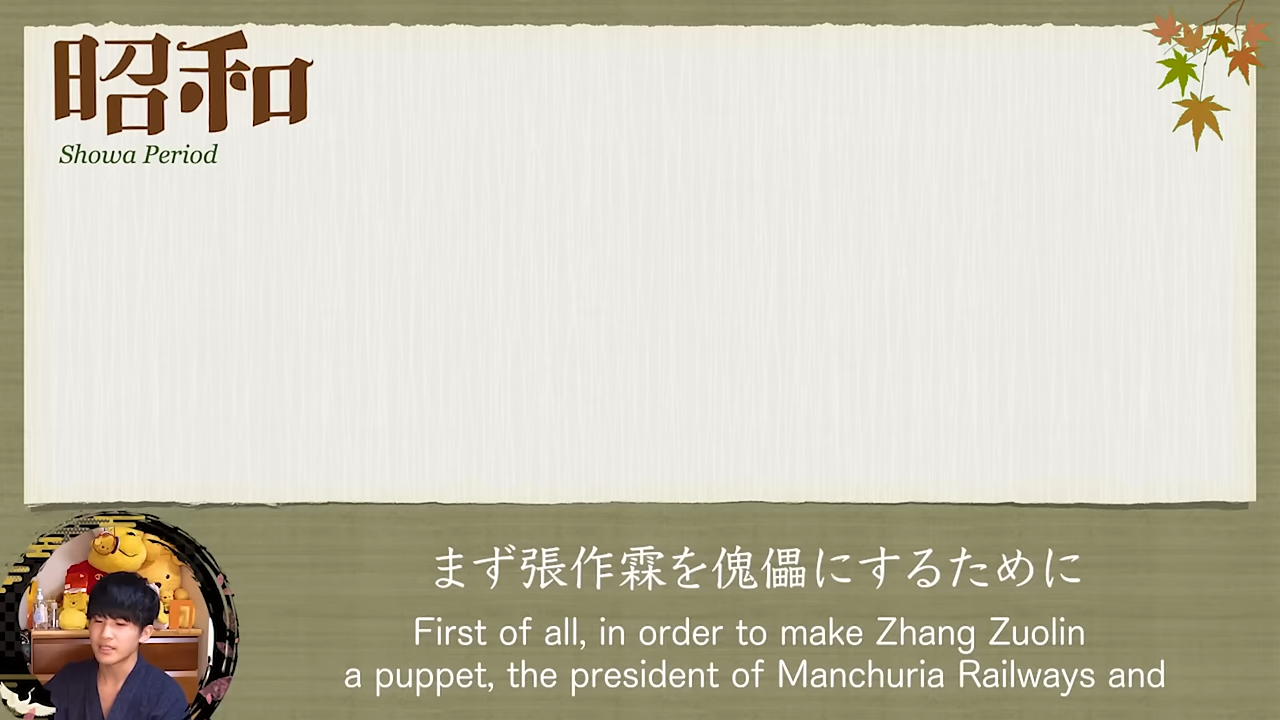 昭和
Showa Period
まず張作霖を傀儡にするために
First of all, in order to make Zhang Zuolin
a puppet, the president of Manchuria Railways and